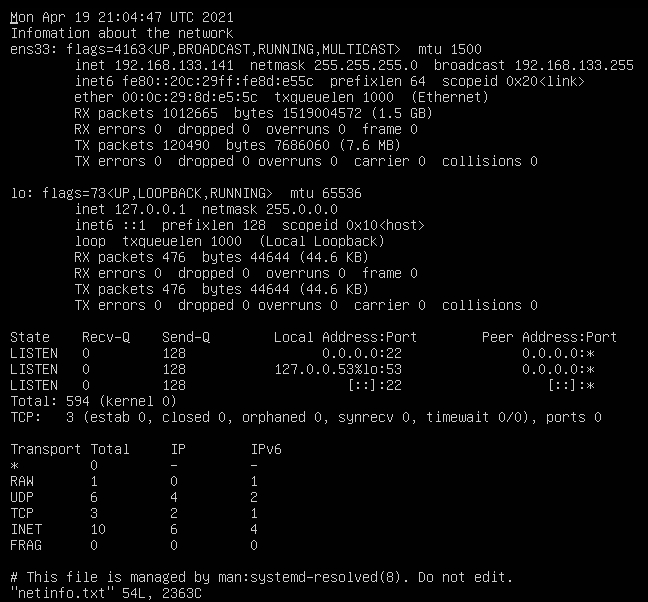 Mon Apr 19 21:04:47 UTC 2021
Infomation about the network
ens33: flags=4163<UP,BROADCAST,RUNNING,MULTICAST>  mtu 1500
        inet 192.168.133.141  netmask 255.255.255.0  broadcast 192.168.133.255
        inet6 fe80::20c:29ff:fe8d:e55c  prefixlen 64  scopeid 0x20<link>
        ether 00:0c:29:8d:e5:5c  txqueuelen 1000  (Ethernet)
        RX packets 1012665  bytes 1519004572 (1.5 GB)
        RX errors 0  dropped 0  overruns 0  frame 0
        TX packets 120490  bytes 7686060 (7.6 MB)
        TX errors 0  dropped 0 overruns 0  carrier 0  collisions 0

lo: flags=73<UP,LOOPBACK,RUNNING>  mtu 65536
        inet 127.0.0.1  netmask 255.0.0.0
        inet6 ::1  prefixlen 128  scopeid 0x10<host>
        loop  txqueuelen 1000  (Local Loopback)
        RX packets 476  bytes 44644 (44.6 KB)
        RX errors 0  dropped 0  overruns 0  frame 0
        TX packets 476  bytes 44644 (44.6 KB)
        TX errors 0  dropped 0 overruns 0  carrier 0  collisions 0

State    Recv-Q    Send-Q        Local Address:Port        Peer Address:Port
LISTEN   0         128                 0.0.0.0:22               0.0.0.0:*
LISTEN   0         128           127.0.0.53%lo:53               0.0.0.0:*
LISTEN   0         128                    [::]:22                  [::]:*
Total: 594 (kernel 0)
TCP:   3 (estab 0, closed 0, orphaned 0, synrecv 0, timewait 0/0), ports 0

Transport Total     IP        IPv6
*         0         -         -
RAW       1         0         1
UDP       6         4         2
TCP       3         2         1
INET      10        6         4
FRAG      0         0         0

# This file is managed by man:systemd-resolved(8). Do not edit.
"netinfo.txt" 54L, 2363C